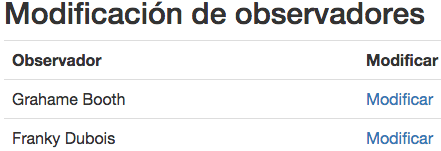 Modificación de observadores
Observador Modificar
Grahame Booth Modificar
Franky Dubois Modificar